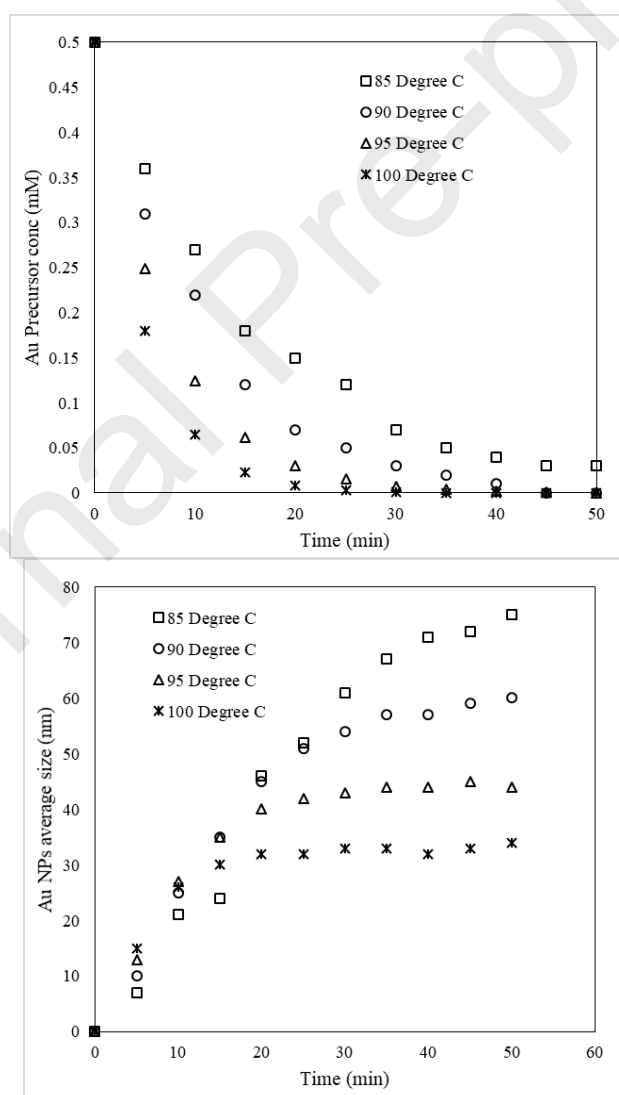 0.5
0.45
0.4
0.35
0.3
0.25
0.2
0.15
0.1
0.05
0
Au Precursor conc (mM)
85 Degree C
90 Degree C
95 Degree C
100 Degree C
0 10 20 30 40 50
Time (min)
80
70
60
50
40
30
20
10
0
Au NPs average size (nm)
85 Degree C
90 Degree C
95 Degree C
100 Degree C
0 10 20 30 40 50 60
Time (min)
nal Pre-p